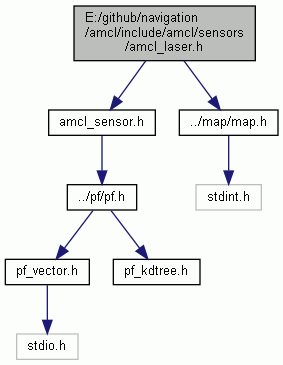 E:/github/navigation
/amcl/include/amcl/sensors
/amcl_laser.h
amcl_sensor.h
../map/map.h
../pf/pf.h
stdint.h
pf_vector.h
pf_kdtree.h
stdio.h